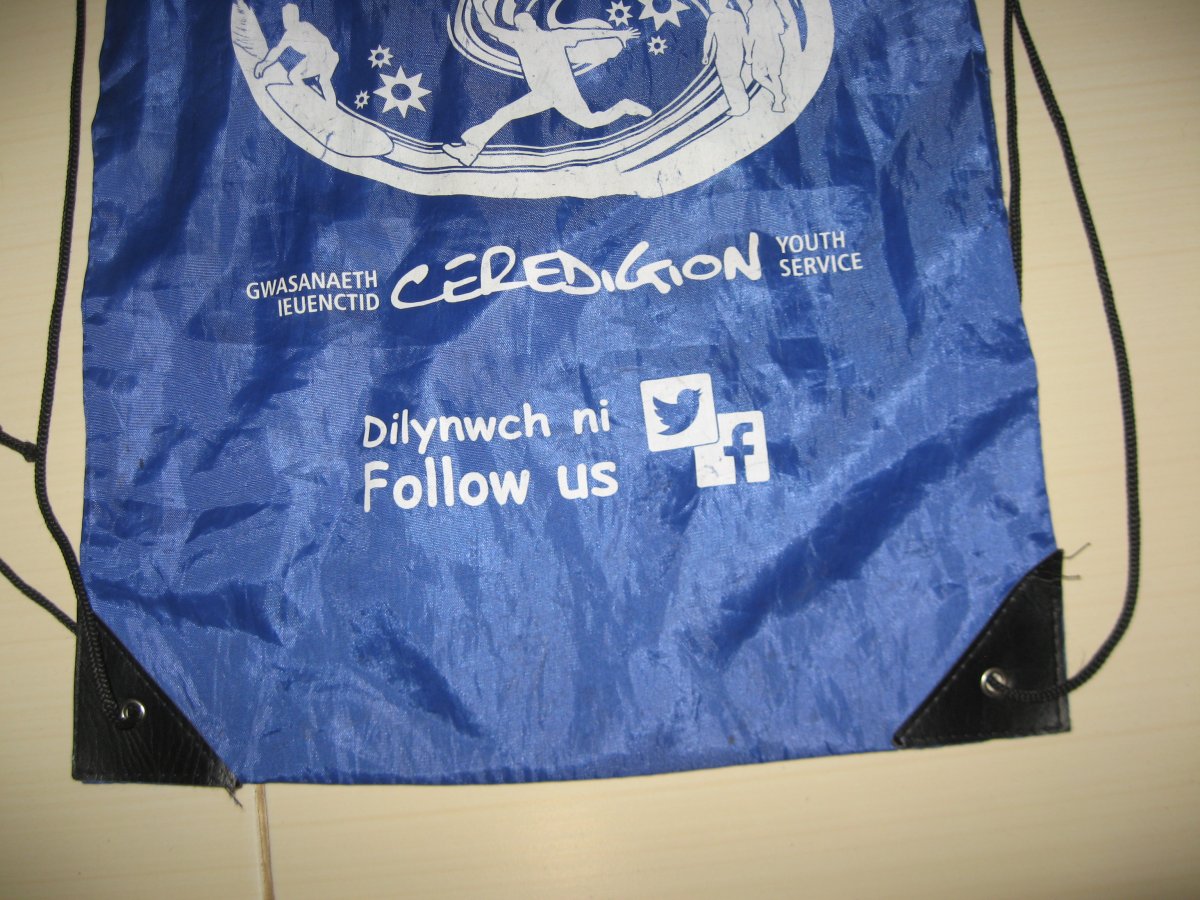 GWASANAETH
IEUENCTID
CEREDIGION
YOUTH
SERVICE
Dilynwch ni
Follow us